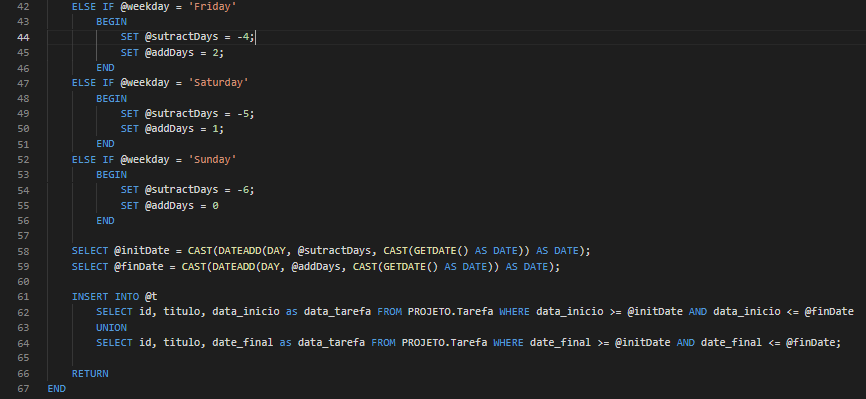 42 ELSE IF @weekday = 'Friday'
43 BEGIN
44 SET @sutractDays = -4;
45 SET @addDays = 2;
46 END
47 ELSE IF @weekday = 'Saturday'
48 BEGIN
49 SET @sutractDays = -5;
50 SET @addDays = 1;
51 END
52 ELSE IF @weekday = 'Sunday'
53 BEGIN
54 SET @sutractDays = -6;
55 SET @addDays = 0
56 END
57
58 SELECT @initDate = CAST(DATEADD(DAY, @sutractDays, CAST(GETDATE() AS DATE)) AS DATE);
59 SELECT @finDate = CAST(DATEADD(DAY, @addDays, CAST(GETDATE() AS DATE)) AS DATE);
60
61 INSERT INTO @t
62 SELECT id, titulo, data_inicio as data_tarefa FROM PROJETO.Tarefa WHERE data_inicio >= @initDate AND data_inicio <= @finDate
63 UNION
64 SELECT id, titulo, date_final as data_tarefa FROM PROJETO.Tarefa WHERE date_final >= @initDate AND date_final <= @finDate;
65
66 RETURN
67 END